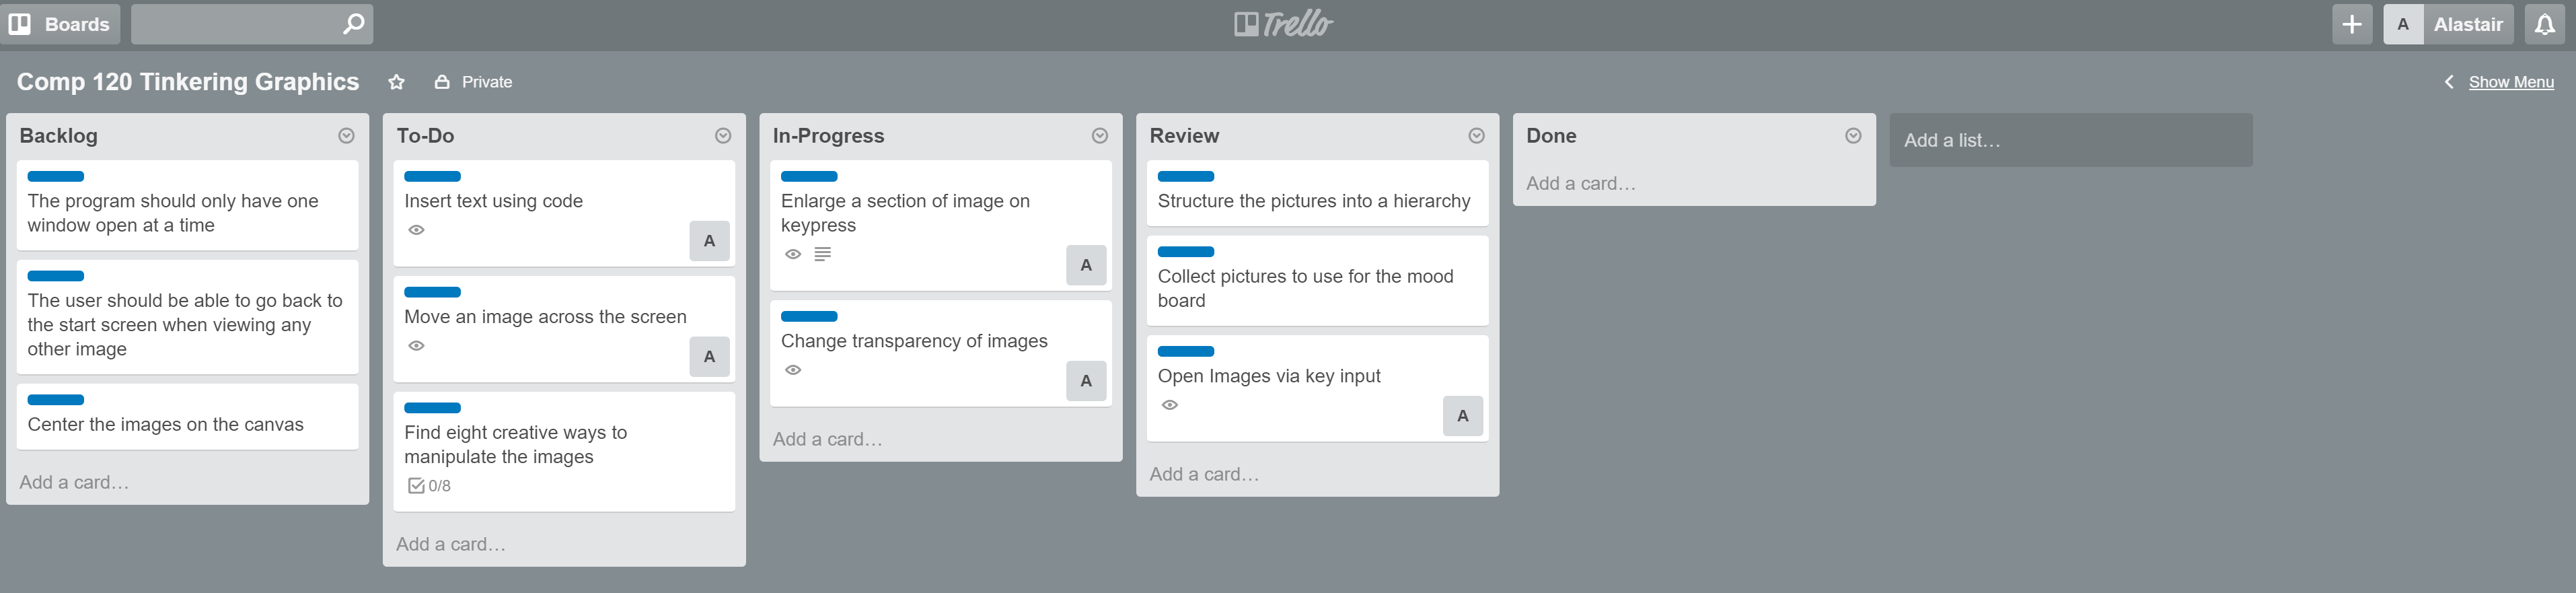 Boards
Trello
A Alastair
Comp 120 Tinkering Graphics
Private
Show Menu
Backlog
The program should only have one
window open at a time
The user should be able to go back to
the start screen when viewing any
other image
Center the images on the canvas
Add a card…
To-Do
Insert text using code
A
Move an image across the screen
A
Find eight creative ways to
manipulate the images
0/8
Add a card…
In-Progress
Enlarge a section of image on
keypress
A
Change transparency of images
A
Add a card…
Review
Structure the pictures into a hierarchy
Collect pictures to use for the mood
board
Open Images via key input
A
Add a card…
Done
Add a card…
Add a list…